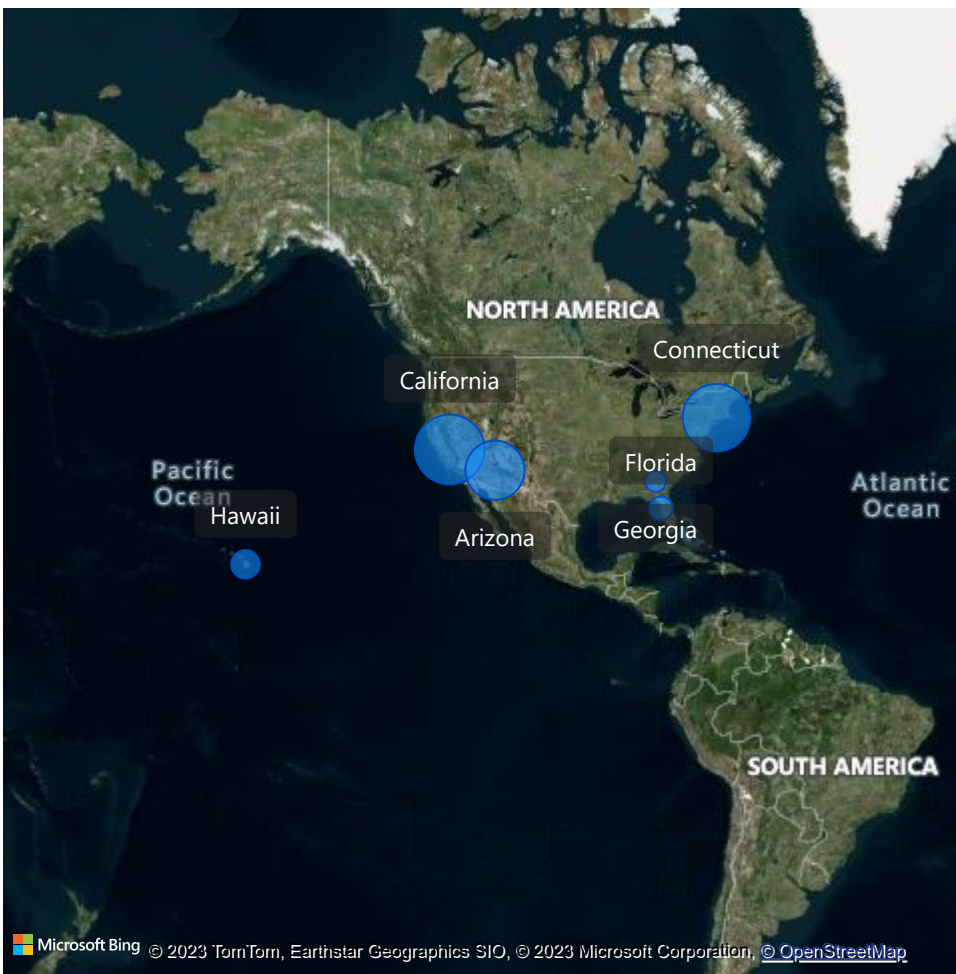 NORTH AMERICA
Connecticut
California
Florida
Pacific
Ocean
Atlantic
Ocean
Hawaii
Georgia
Arizona
SOUTH AMERICA
Microsoft Bing
© 2023 TomTom, Earthstar Geographics SIO, © 2023 Microsoft Corporation, © OpenStreetMap